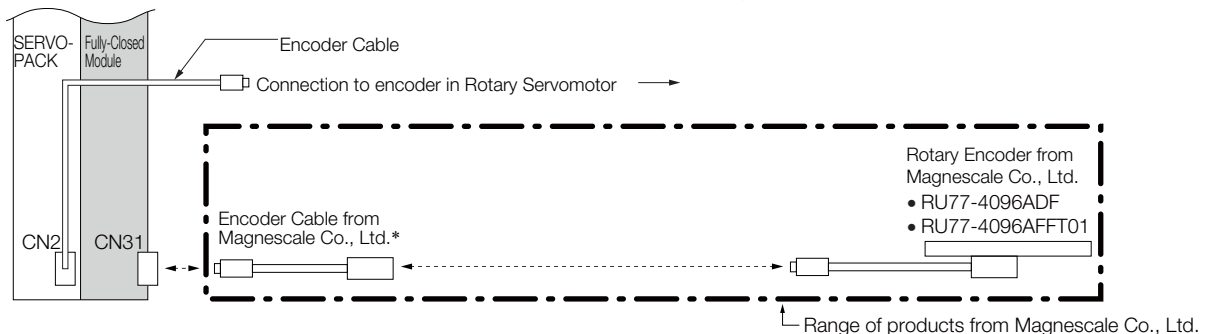 SERVO-
PACK
Fully-Closed
Module
Encoder Cable
Connection to encoder in Rotary Servomotor
Rotary Encoder from
Magnescale Co., Ltd.
• RU77-4096ADF
• RU77-4096AFFT01
Encoder Cable from
Magnescale Co., Ltd.*
CN2
CN31
Range of products from Magnescale Co., Ltd.